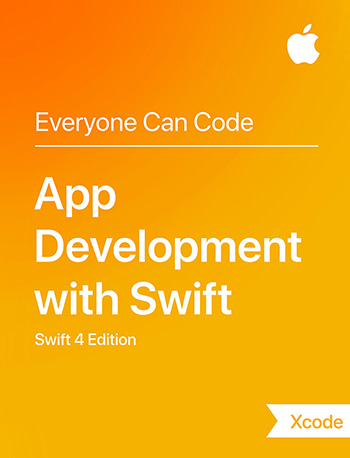 Everyone Can Code
App
Development
with Swift
Swift 4 Edition
Xcode